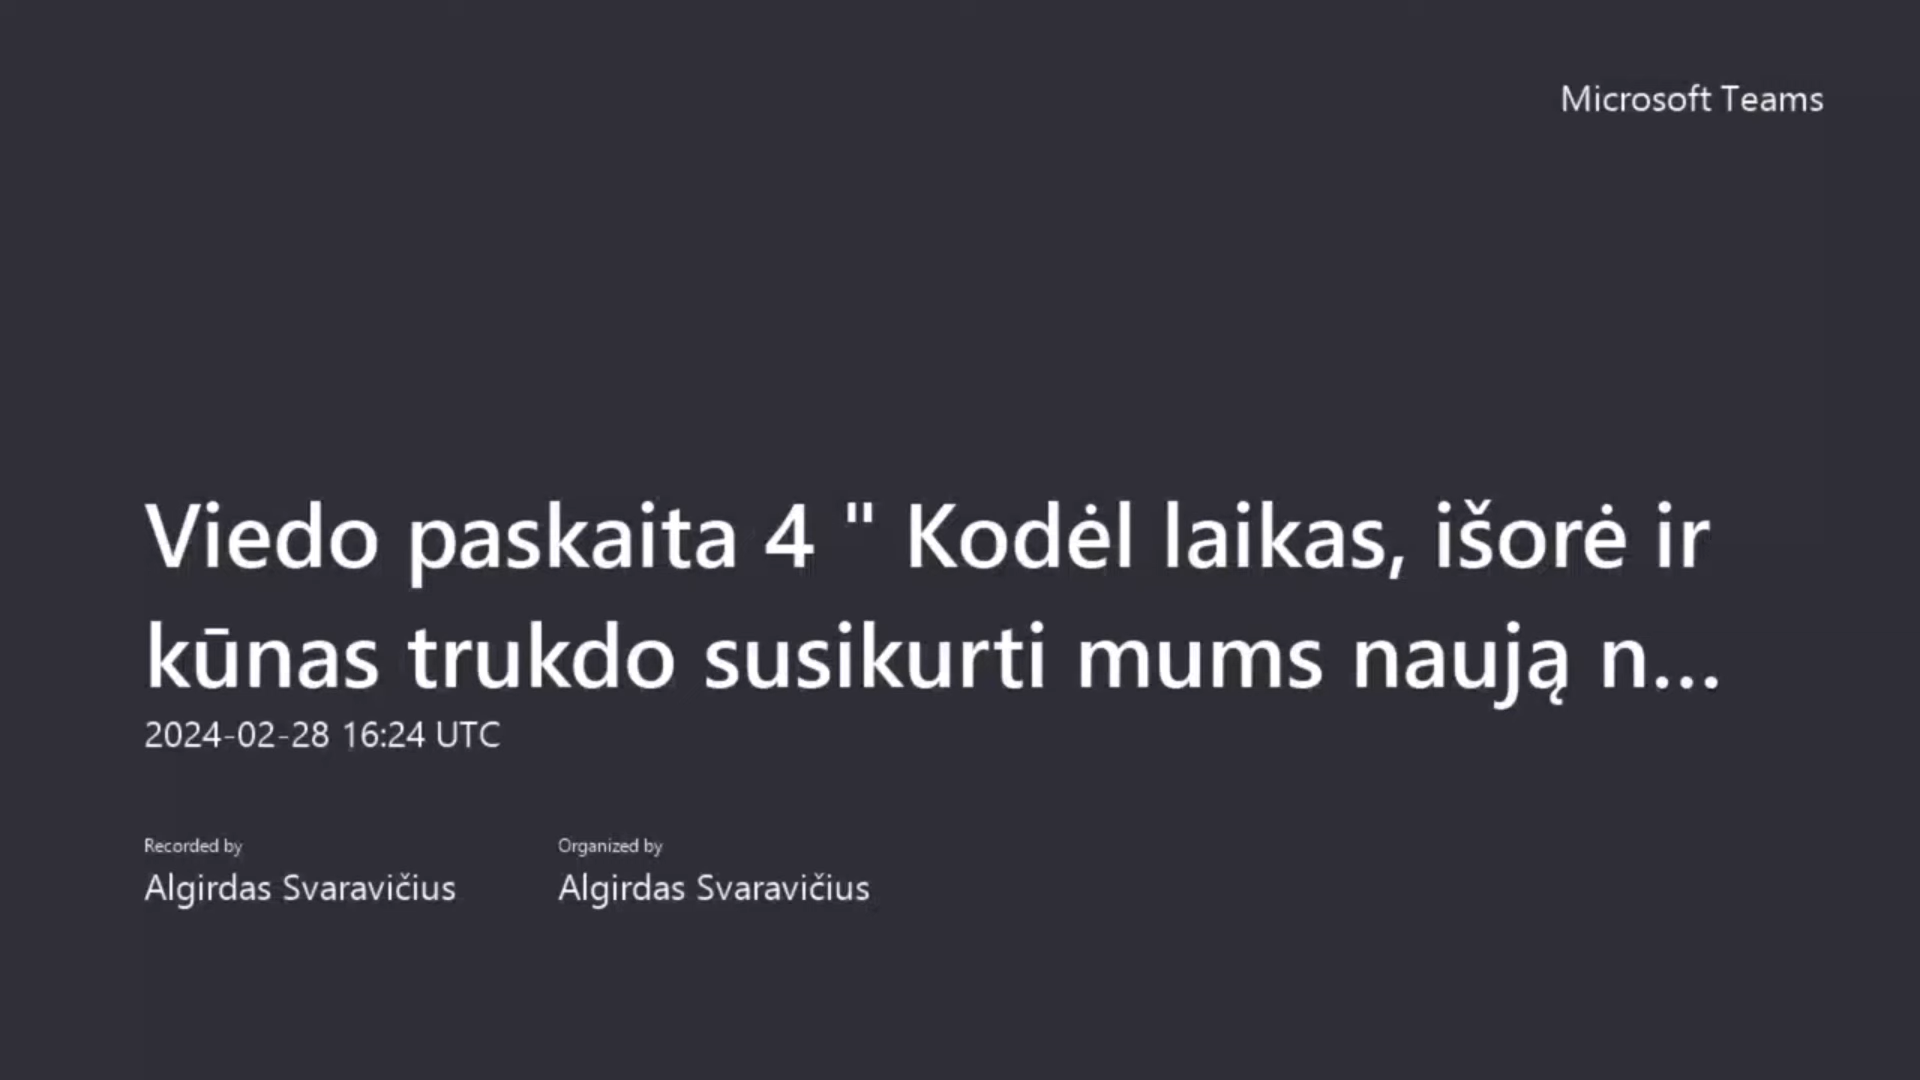 Microsoft Teams
Viedo paskaita 4 " Kodėl laikas, išorė ir
kūnas trukdo susikurti mums naują n...
2024-02-28 16:24 UTC
Recorded by
Algirdas Svaravičius
Organized by
Algirdas Svaravičius